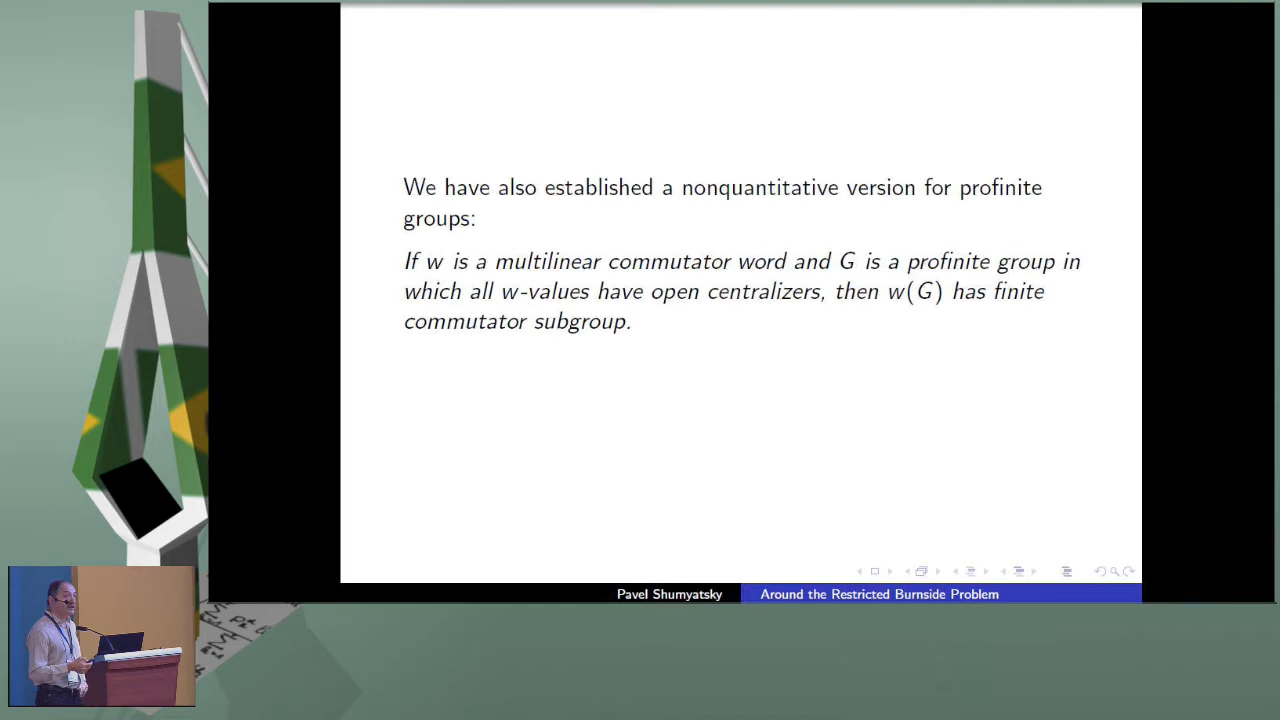 We have also established a nonquantitative version for profinite
groups:
If w is a multilinear commutator word and G is a profinite group in
which all w-values have open centralizers, then w(G) has finite
commutator subgroup.
Pavel Shumyatsky
Around the Restricted Burnside Problem